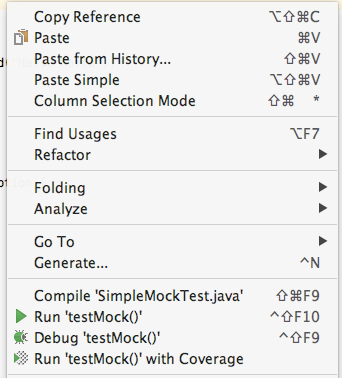 Copy Reference ⌥⇧⌘C
Paste ⌘V
Paste from History... ⇧⌘V
Paste Simple ⌥⇧⌘V
Column Selection Mode ⇧⌘ *
Find Usages ⌥F7
Refactor
Folding
Analyze
Go To
Generate... ^N
Compile 'SimpleMockTest.java' ⇧⌘F9
Run 'testMock()' ^⇧F10
Debug 'testMock()' ^⇧F9
Run 'testMock()' with Coverage